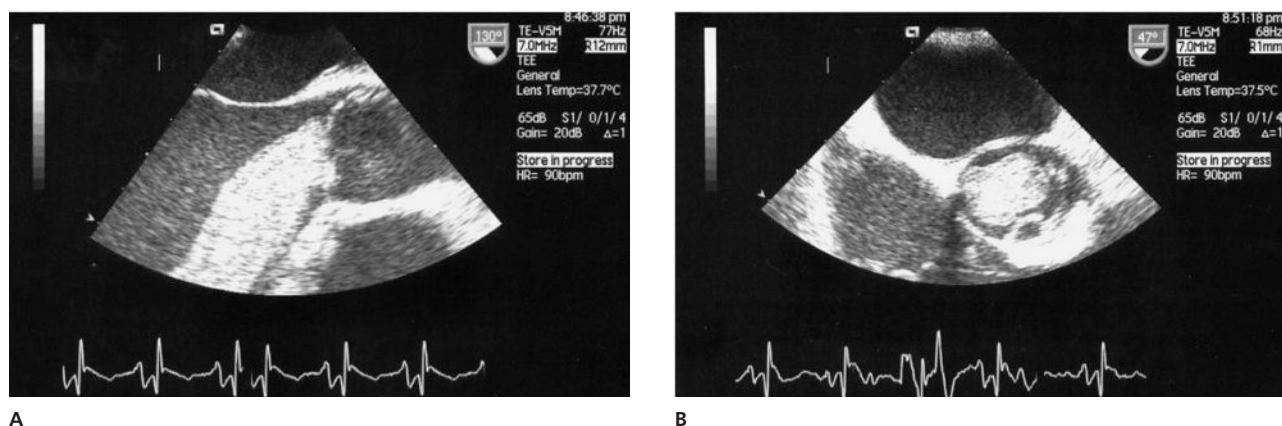 8:46:38 pm
TE-V5M 77Hz
7.0MHz R12mm
TEE
General
Lens Temp=37.7°C
65dB S1/ 0/1/4
Gain= 20dB Δ=1
Store in progress
HR= 90bpm
130°
A
8:51:18 pm
TE-V5M 68Hz
7.0MHz R1mm
TEE
General
Lens Temp=37.5°C
65dB S1/ 0/1/4
Gain= 20dB Δ=1
Store in progress
HR= 90bpm
47°
B